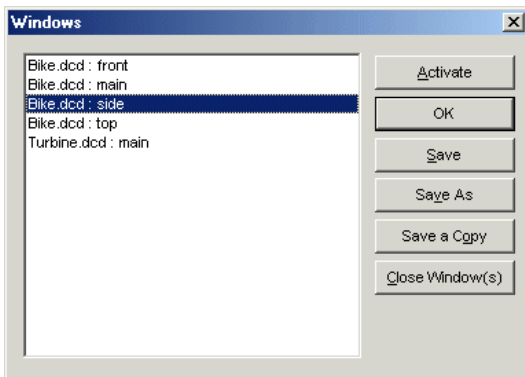 Windows
Bike.dcd : front
Bike.dcd : main
Bike.dcd : side
Bike.dcd : top
Turbine.dcd : main
Activate
OK
Save
Save As
Save a Copy
Close Window(s)